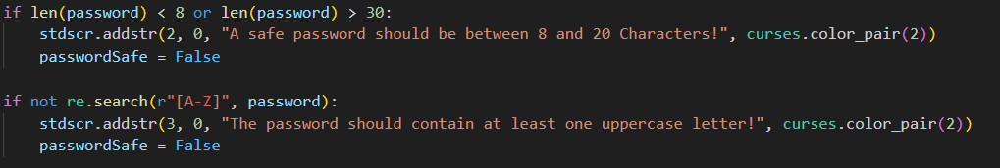 if len(password) < 8 or len(password) > 30:
    stdscr.addstr(2, 0, "A safe password should be between 8 and 20 Characters!", curses.color_pair(2))
    passwordSafe = False

if not re.search(r"[A-Z]", password):
    stdscr.addstr(3, 0, "The password should contain at least one uppercase letter!", curses.color_pair(2))
    passwordSafe = False